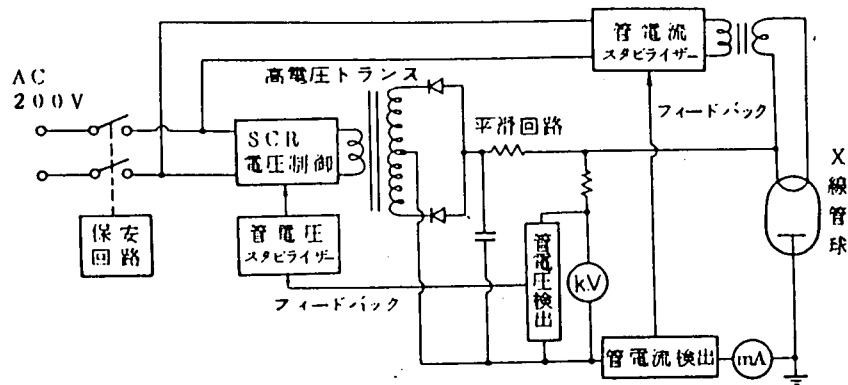 管電流
スタビライザー
AC
200V
高電圧トランス
フィードバック
SCR
電圧制御
平滑回路
X線管球
保安
回路
管電圧
スタビライザー
管電圧検出
kV
フィードバック
管電流検出
mA